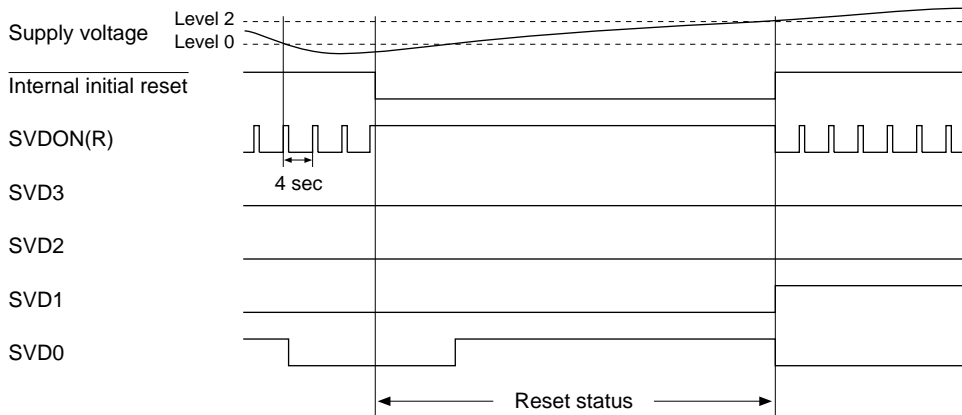 Level 2
Supply voltage
Level 0
Internal initial reset
SVDON(R)
4 sec
SVD3
SVD2
SVD1
SVD0
Reset status